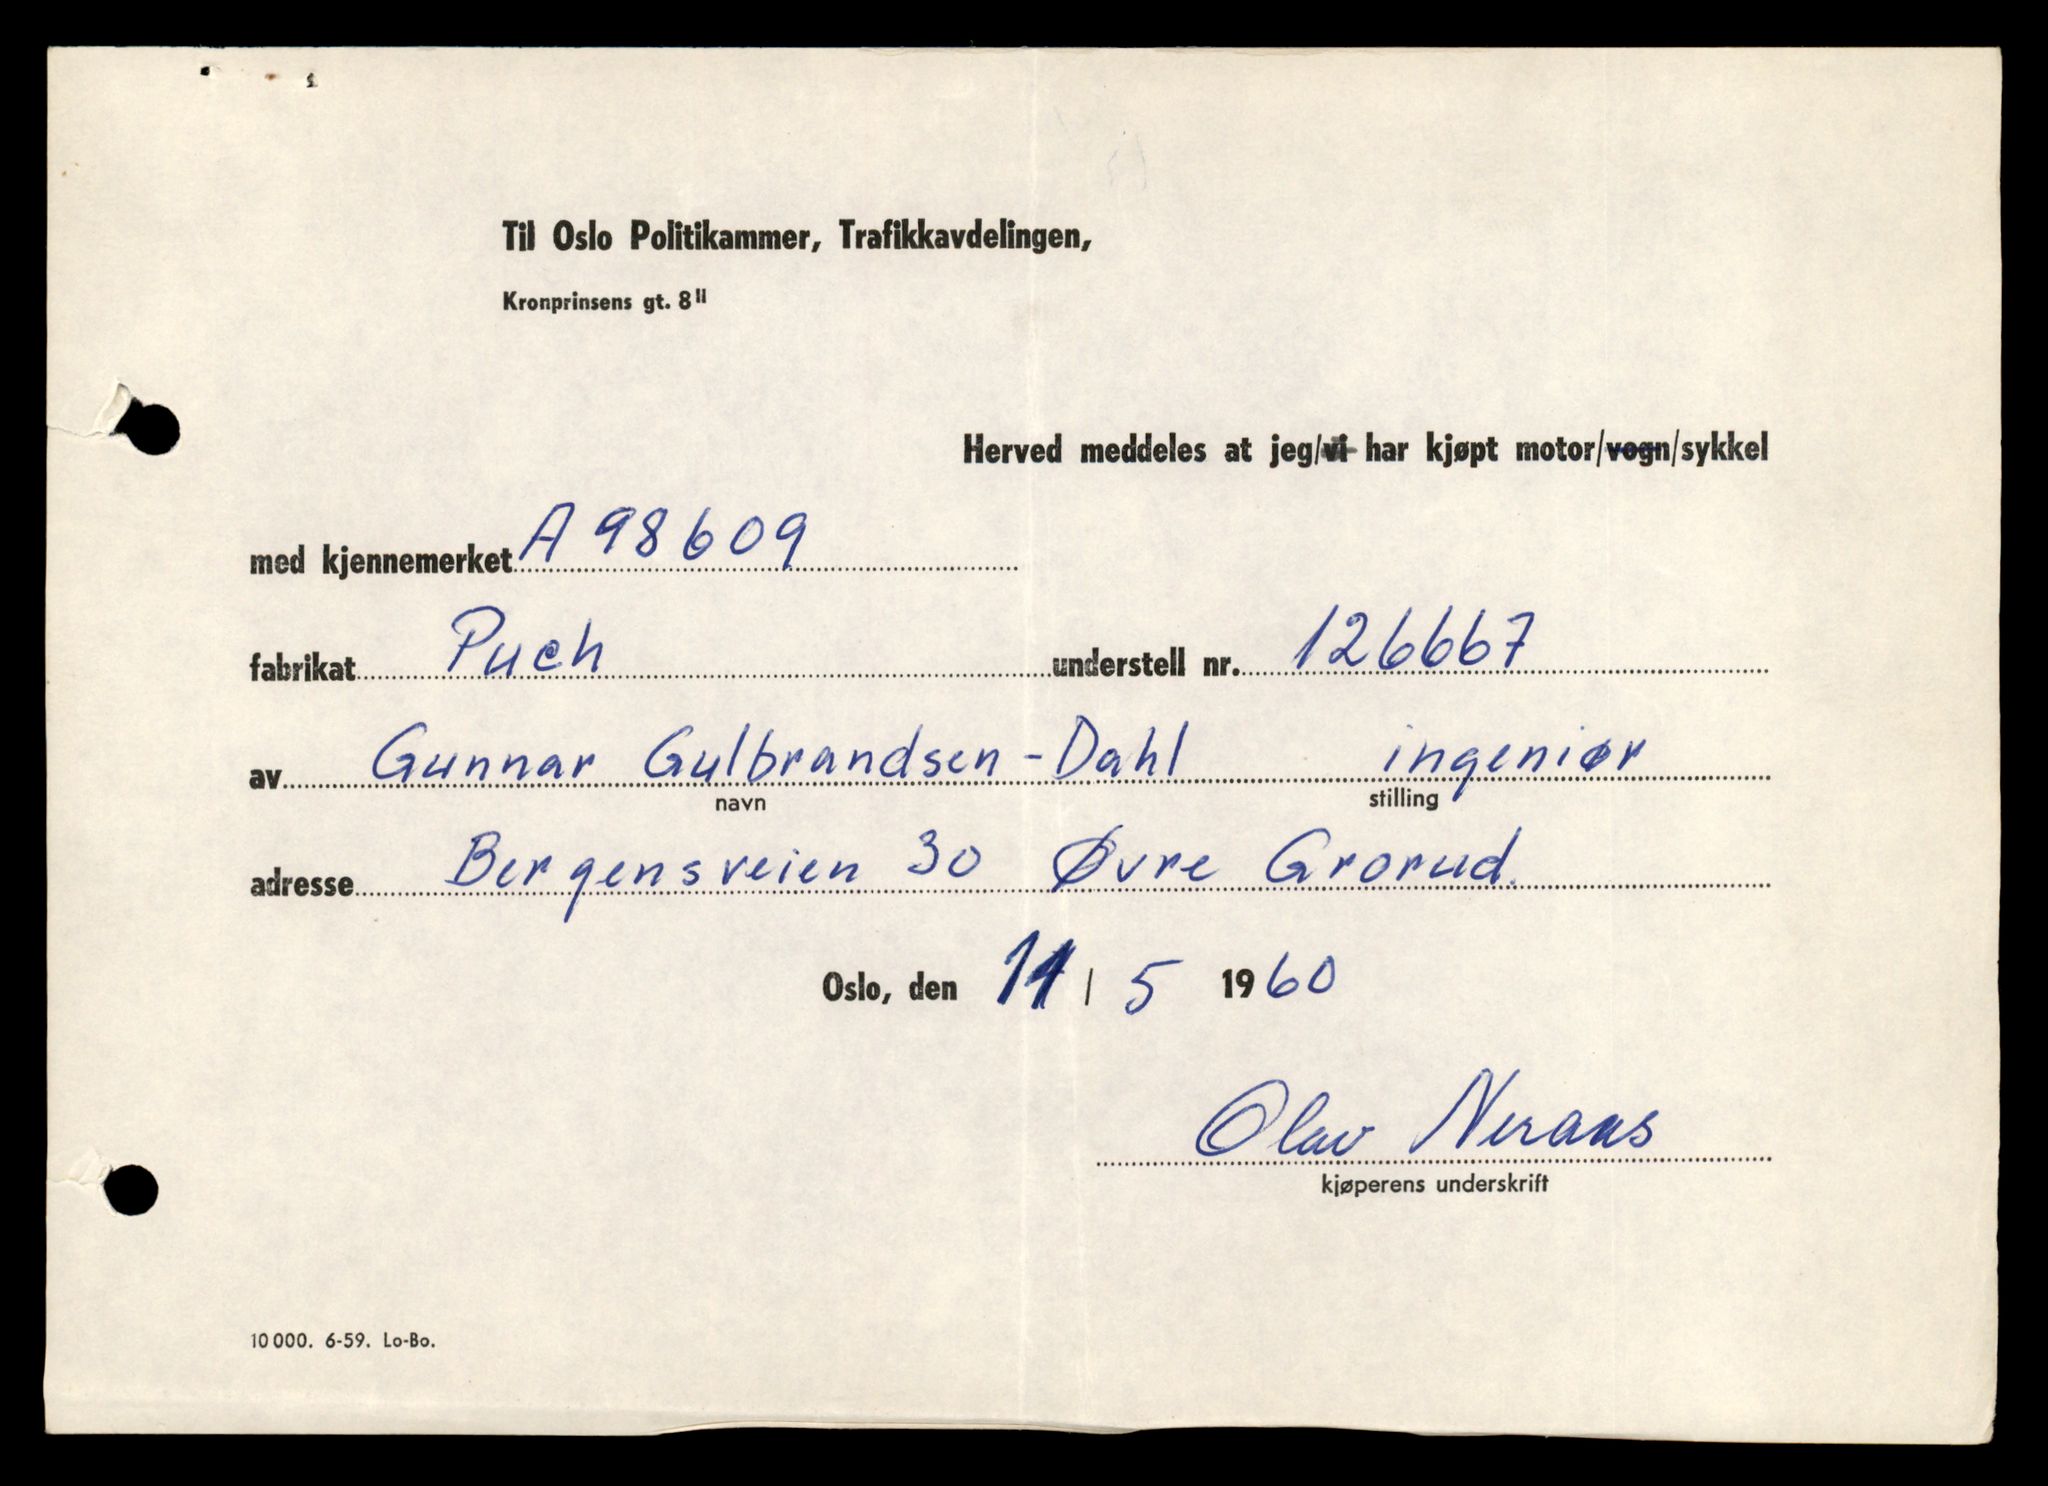 Til Oslo Politikammer, Trafikkavdelingen,
Kronprinsens gt. 8 II
Herved meddeles at jeg/vi har kjøpt motor/vogn/sykkel
med kjennemerket A 98609
fabrikat Puch understell nr. 126667
av Gunnar Gulbrandsen-Dahl ingeniør
navn stilling
adresse Bergensveien 30 Øvre Grorud.
Oslo, den 11 / 5 1960
Olav Neraas
kjøperens underskrift
10 000. 6-59. Lo-Bo.